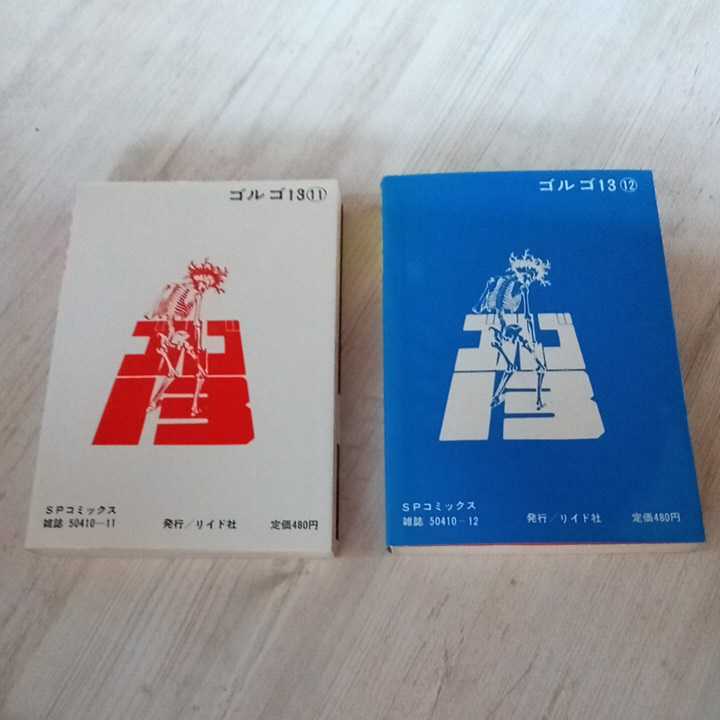 ゴルゴ13⑪
ゴルゴ
13
SPコミックス
雑誌 50410-11
発行/リイド社
定価480円
ゴルゴ13⑫
ゴルゴ
13
SPコミックス
雑誌 50410-12
発行/リイド社
定価480円